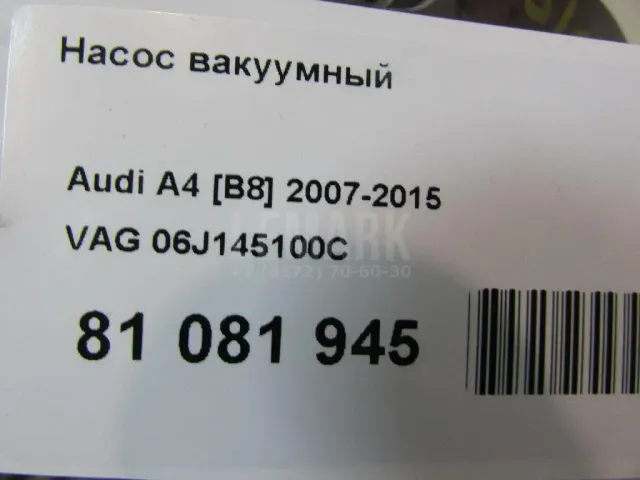 Насос вакуумный
Audi A4 [B8] 2007-2015
VAG 06J145100C
81 081 945